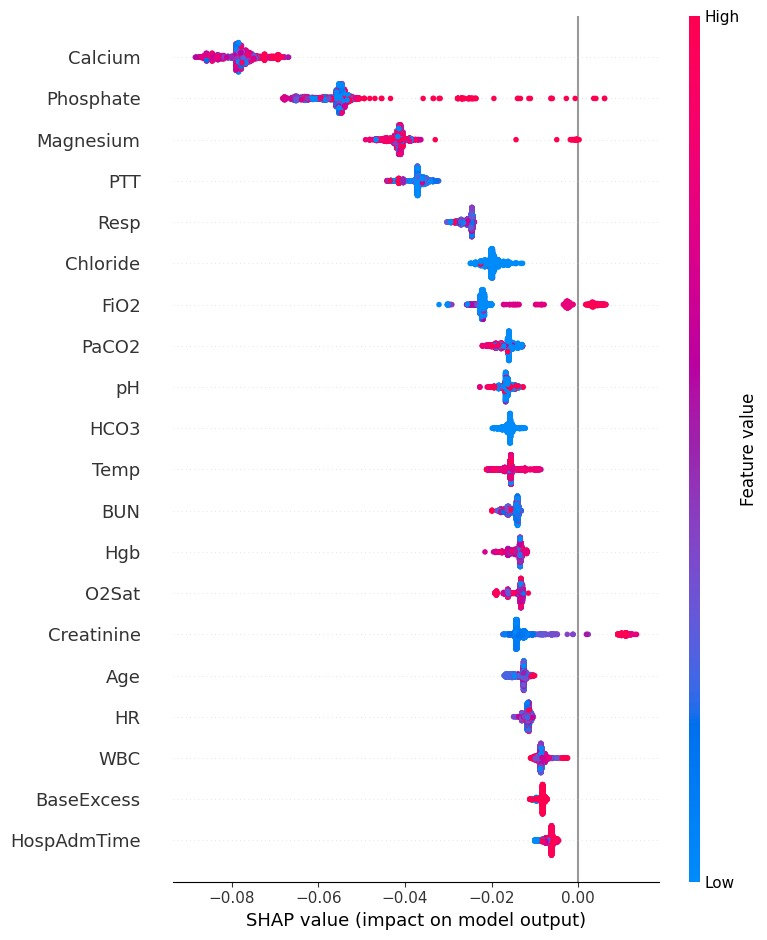 High
Calcium
Phosphate
Magnesium
PTT
Resp
Chloride
FiO2
PaCO2
pH
HCO3
Temp
BUN
Hgb
O2Sat
Creatinine
Age
HR
WBC
BaseExcess
HospAdmTime
Feature value
Low
−0.08 −0.06 −0.04 −0.02 0.00
SHAP value (impact on model output)